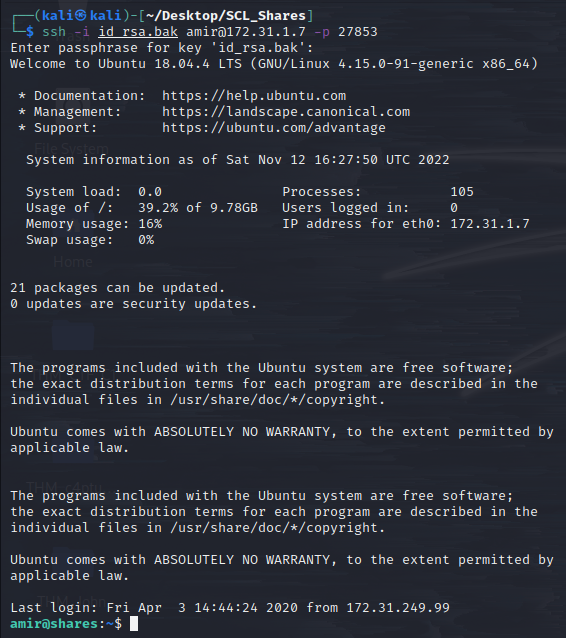 ┌──(kali㉿kali)-[~/Desktop/SCL_Shares]
└─$ ssh -i id_rsa.bak amir@172.31.1.7 -p 27853
Enter passphrase for key 'id_rsa.bak':
Welcome to Ubuntu 18.04.4 LTS (GNU/Linux 4.15.0-91-generic x86_64)
* Documentation:  https://help.ubuntu.com
* Management:     https://landscape.canonical.com
* Support:        https://ubuntu.com/advantage
File System
System information as of Sat Nov 12 16:27:50 UTC 2022
System load:  0.0               Processes:           105
Usage of /:   39.2% of 9.78GB   Users logged in:     0
Memory usage: 16%               IP address for eth0: 172.31.1.7
Swap usage:   0%
Home
21 packages can be updated.
0 updates are security updates.
The programs included with the Ubuntu system are free software;
the exact distribution terms for each program are described in the
individual files in /usr/share/doc/*/copyright.
Ubuntu comes with ABSOLUTELY NO WARRANTY, to the extent permitted by
applicable law.
The programs included with the Ubuntu system are free software;
the exact distribution terms for each program are described in the
individual files in /usr/share/doc/*/copyright.
Ubuntu comes with ABSOLUTELY NO WARRANTY, to the extent permitted by
applicable law.
Last login: Fri Apr  3 14:44:24 2020 from 172.31.249.99
amir@shares:~$